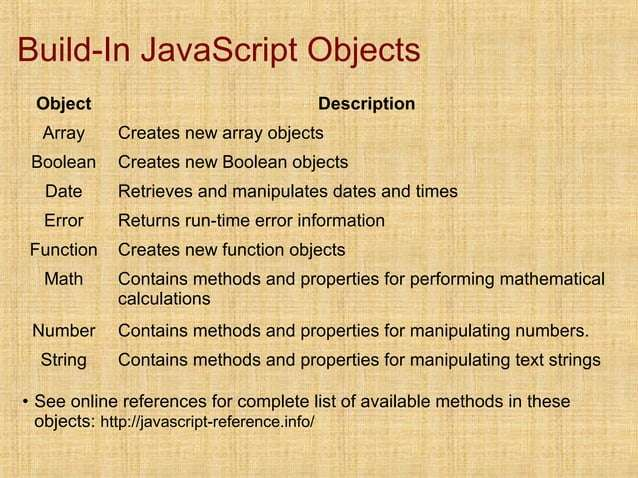 Build-In JavaScript Objects
Object Description
Array Creates new array objects
Boolean Creates new Boolean objects
Date Retrieves and manipulates dates and times
Error Returns run-time error information
Function Creates new function objects
Math Contains methods and properties for performing mathematical
calculations
Number Contains methods and properties for manipulating numbers.
String Contains methods and properties for manipulating text strings
• See online references for complete list of available methods in these
objects: http://javascript-reference.info/